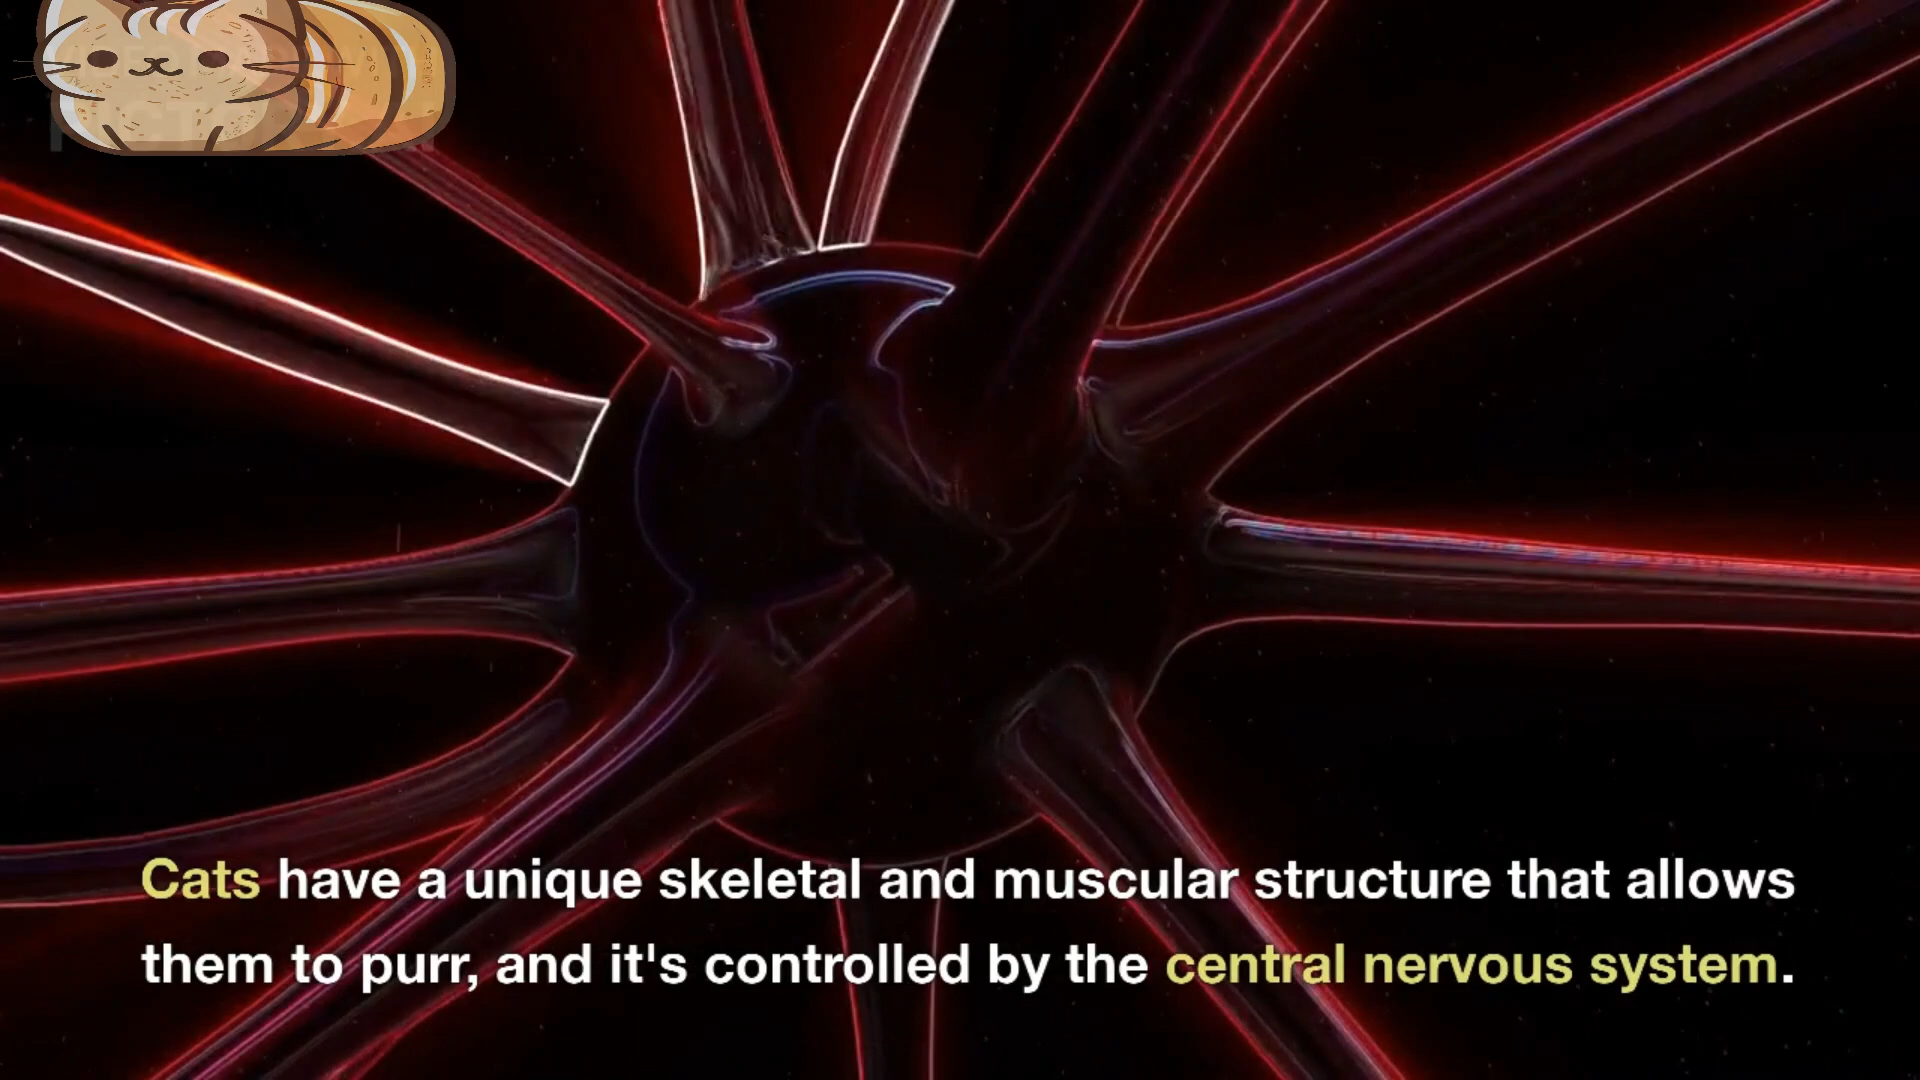 Cats have a unique skeletal and muscular structure that allows
them to purr, and it's controlled by the central nervous system.